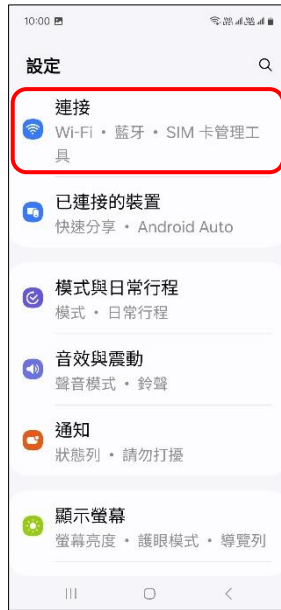 10:00
設定
連接
Wi-Fi • 藍牙 • SIM 卡管理工
具
已連接的裝置
快速分享 • Android Auto
模式與日常行程
模式 • 日常行程
音效與震動
聲音模式 • 鈴聲
通知
狀態列 • 請勿打擾
顯示螢幕
螢幕亮度 • 護眼模式 • 導覽列